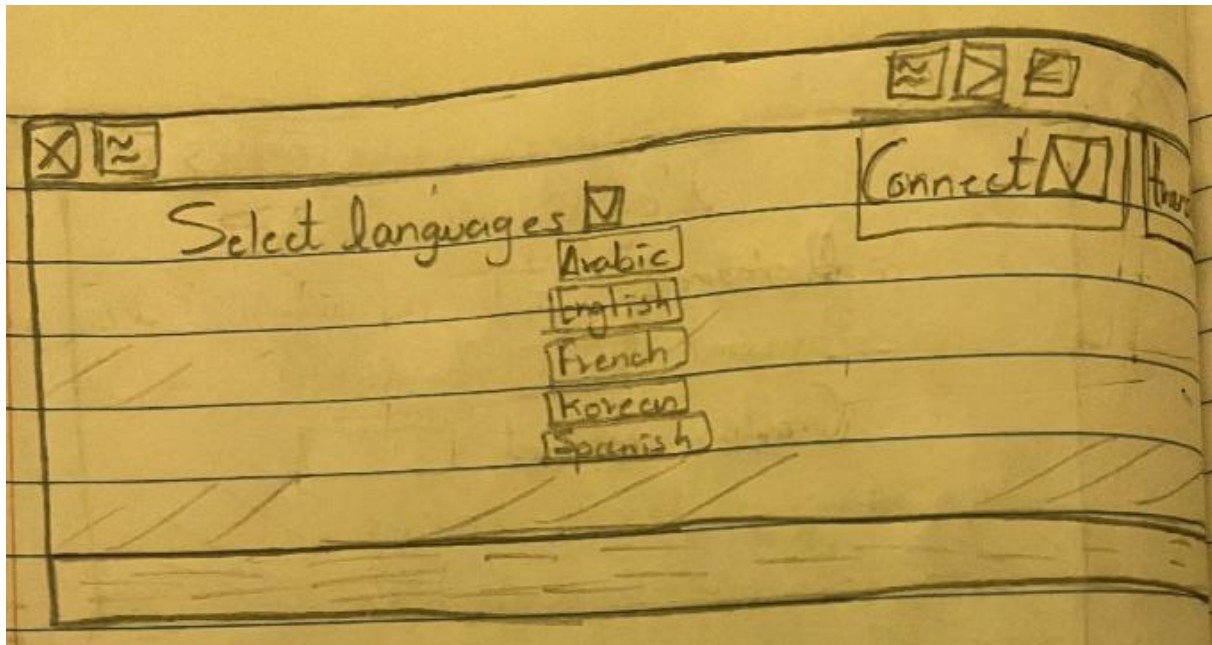 Connect
Select languages
Arabic
English
French
Korean
Spanish